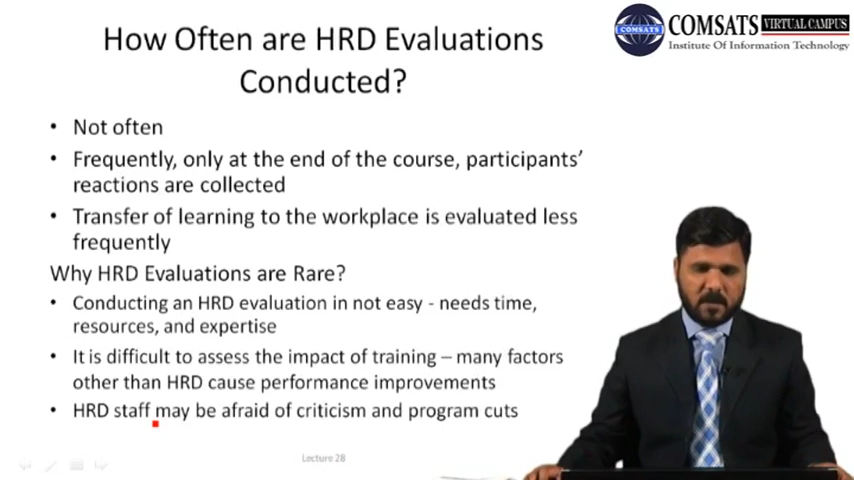 How Often are HRD Evaluations
Conducted?
COMSATS VIRTUAL CAMPUS
Institute Of Information Technology
COMSATS
• Not often
• Frequently, only at the end of the course, participants’
reactions are collected
• Transfer of learning to the workplace is evaluated less
frequently
Why HRD Evaluations are Rare?
• Conducting an HRD evaluation in not easy - needs time,
resources, and expertise
• It is difficult to assess the impact of training – many factors
other than HRD cause performance improvements
• HRD staff may be afraid of criticism and program cuts
Lecture 28